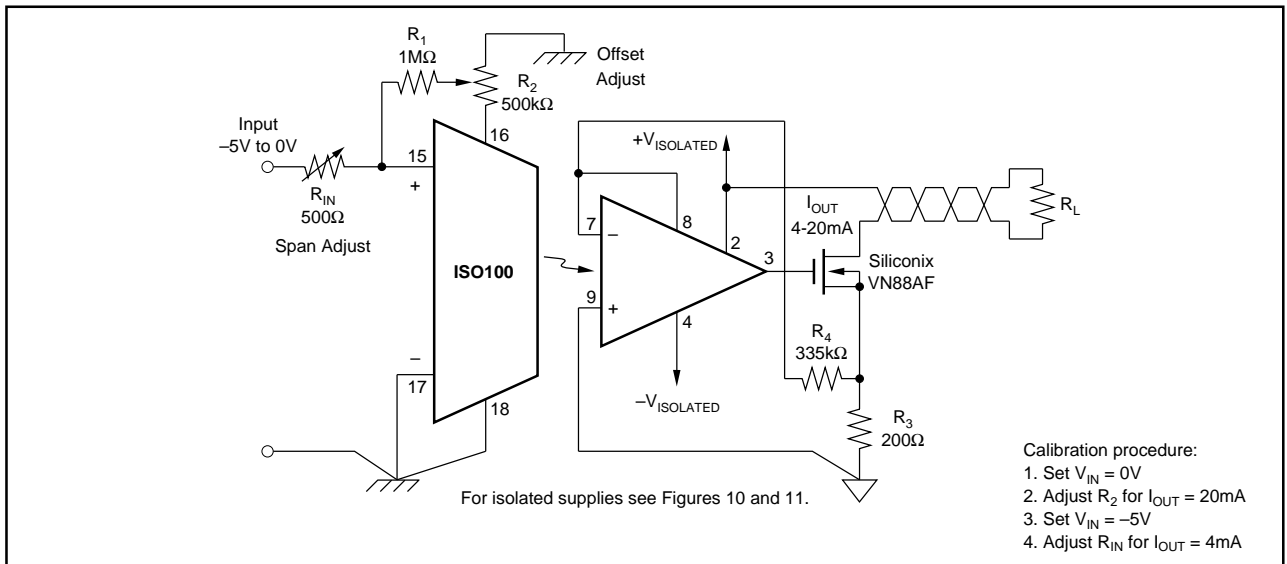 R1
1MΩ
Offset
Adjust
R2
500kΩ
Input
–5V to 0V
16
15
+
RIN
500Ω
Span Adjust
ISO100
–
17
18
+VISOLATED
7
–
8
2
IOUT
4-20mA
RL
3
Siliconix
VN88AF
9
+
4
R4
335kΩ
–VISOLATED
R3
200Ω
For isolated supplies see Figures 10 and 11.
Calibration procedure:
1. Set VIN = 0V
2. Adjust R2 for IOUT = 20mA
3. Set VIN = –5V
4. Adjust RIN for IOUT = 4mA